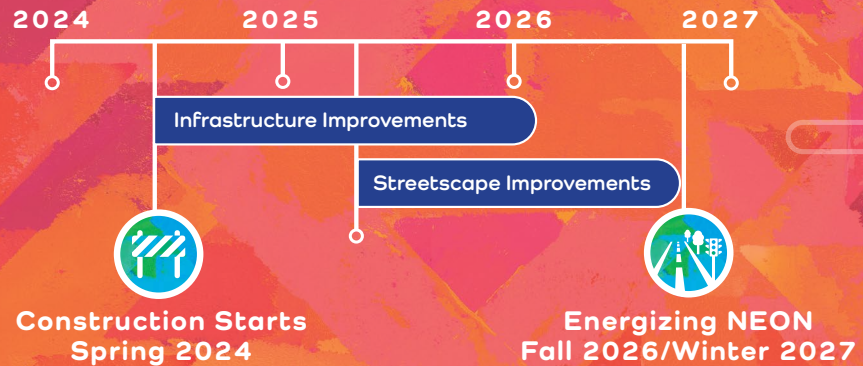 2024 2025 2026 2027
Infrastructure Improvements
Streetscape Improvements
Construction Starts
Spring 2024
Energizing NEON
Fall 2026/Winter 2027